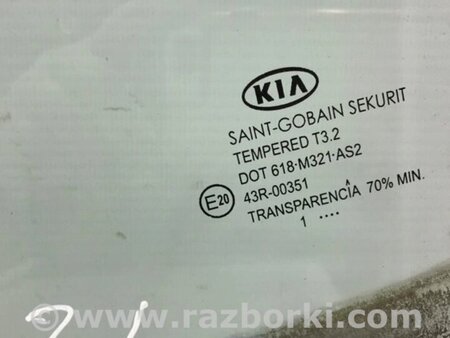 KIA
SAINT-GOBAIN SEKURIT
TEMPERED T3.2
DOT 618·M321·AS2
E20 43R-00351
TRANSPARENCIA 70% MIN.
1 ....
www.razborki.com